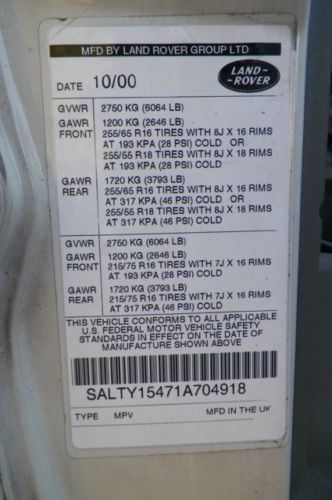 MFD BY LAND ROVER GROUP LTD
DATE 10/00
LAND-
-ROVER
GVWR 2750 KG (6064 LB)
GAWR 1200 KG (2646 LB)
FRONT 255/65 R16 TIRES WITH 8J X 16 RIMS
AT 193 KPA (28 PSI) COLD OR
255/55 R18 TIRES WITH 8J X 18 RIMS
AT 193 KPA (28 PSI) COLD
GAWR 1720 KG (3793 LB)
REAR 255/65 R16 TIRES WITH 8J X 16 RIMS
AT 317 KPA (46 PSI) COLD OR
255/55 R18 TIRES WITH 8J X 18 RIMS
AT 317 KPA (46 PSI) COLD
GVWR 2750 KG (6064 LB)
GAWR 1200 KG (2646 LB)
FRONT 215/75 R16 TIRES WITH 7J X 16 RIMS
AT 193 KPA (28 PSI) COLD
GAWR 1720 KG (3793 LB)
REAR 215/75 R16 TIRES WITH 7J X 16 RIMS
AT 317 KPA (46 PSI) COLD
THIS VEHICLE CONFORMS TO ALL APPLICABLE
U.S. FEDERAL MOTOR VEHICLE SAFETY
STANDARDS IN EFFECT ON THE DATE OF
MANUFACTURE SHOWN ABOVE
SALTY15471A704918
TYPE MPV MFD IN THE UK